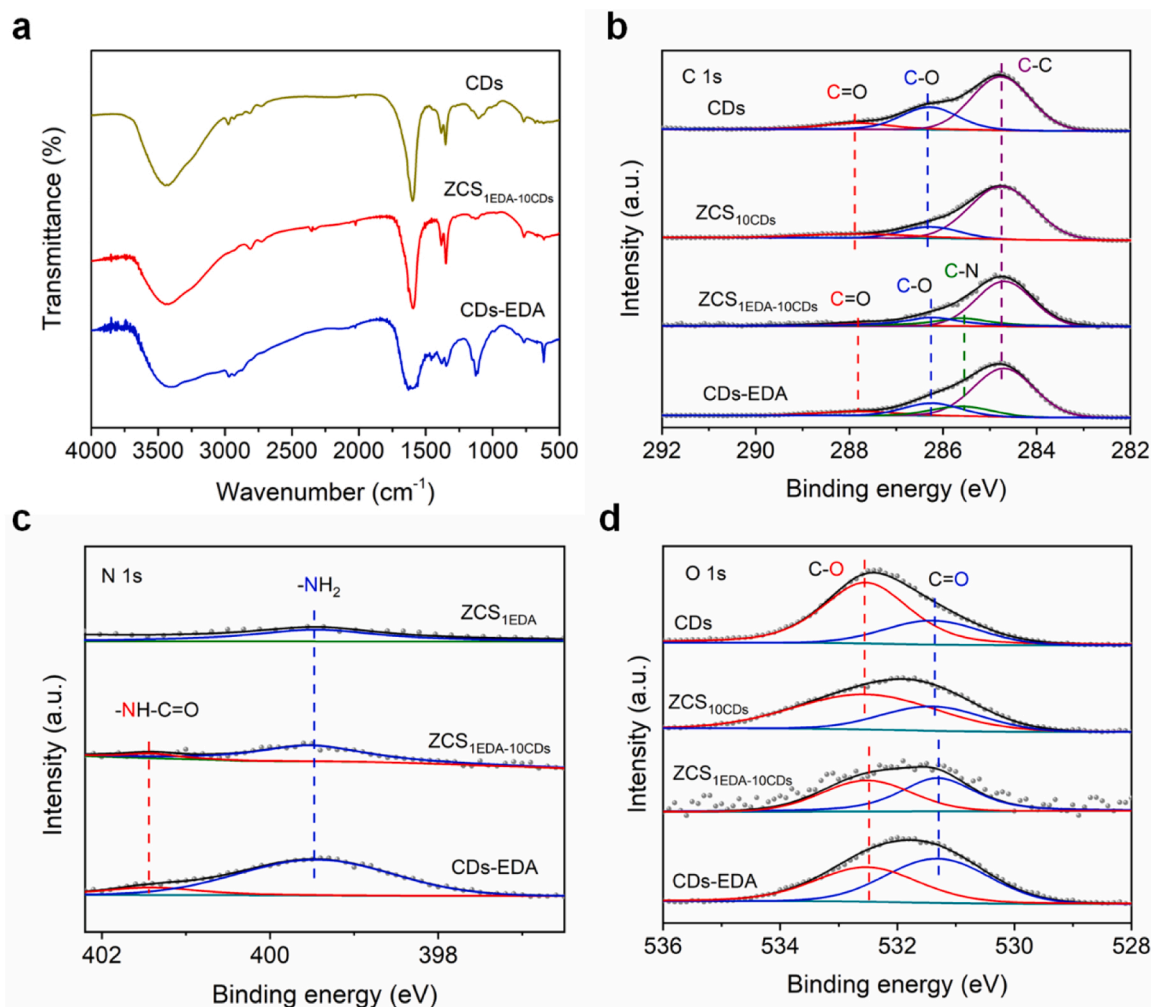 a
CDs
ZCS1EDA-10CDs
CDs-EDA
Transmittance (%)
4000 3500 3000 2500 2000 1500 1000 500
Wavenumber (cm-1)
b
C 1s
CDs
C=O
C-O
C-C
ZCS10CDs
C-N
ZCS1EDA-10CDs
C=O
C-O
CDs-EDA
Intensity (a.u.)
292 290 288 286 284 282
Binding energy (eV)
c
N 1s
-NH2
ZCS1EDA
-NH-C=O
ZCS1EDA-10CDs
CDs-EDA
Intensity (a.u.)
402 400 398
Binding energy (eV)
d
O 1s
C-O
C=O
CDs
ZCS10CDs
ZCS1EDA-10CDs
CDs-EDA
Intensity (a.u.)
536 534 532 530 528
Binding energy (eV)